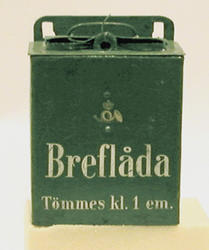 Breflåda
Tömmes kl. 1 em.